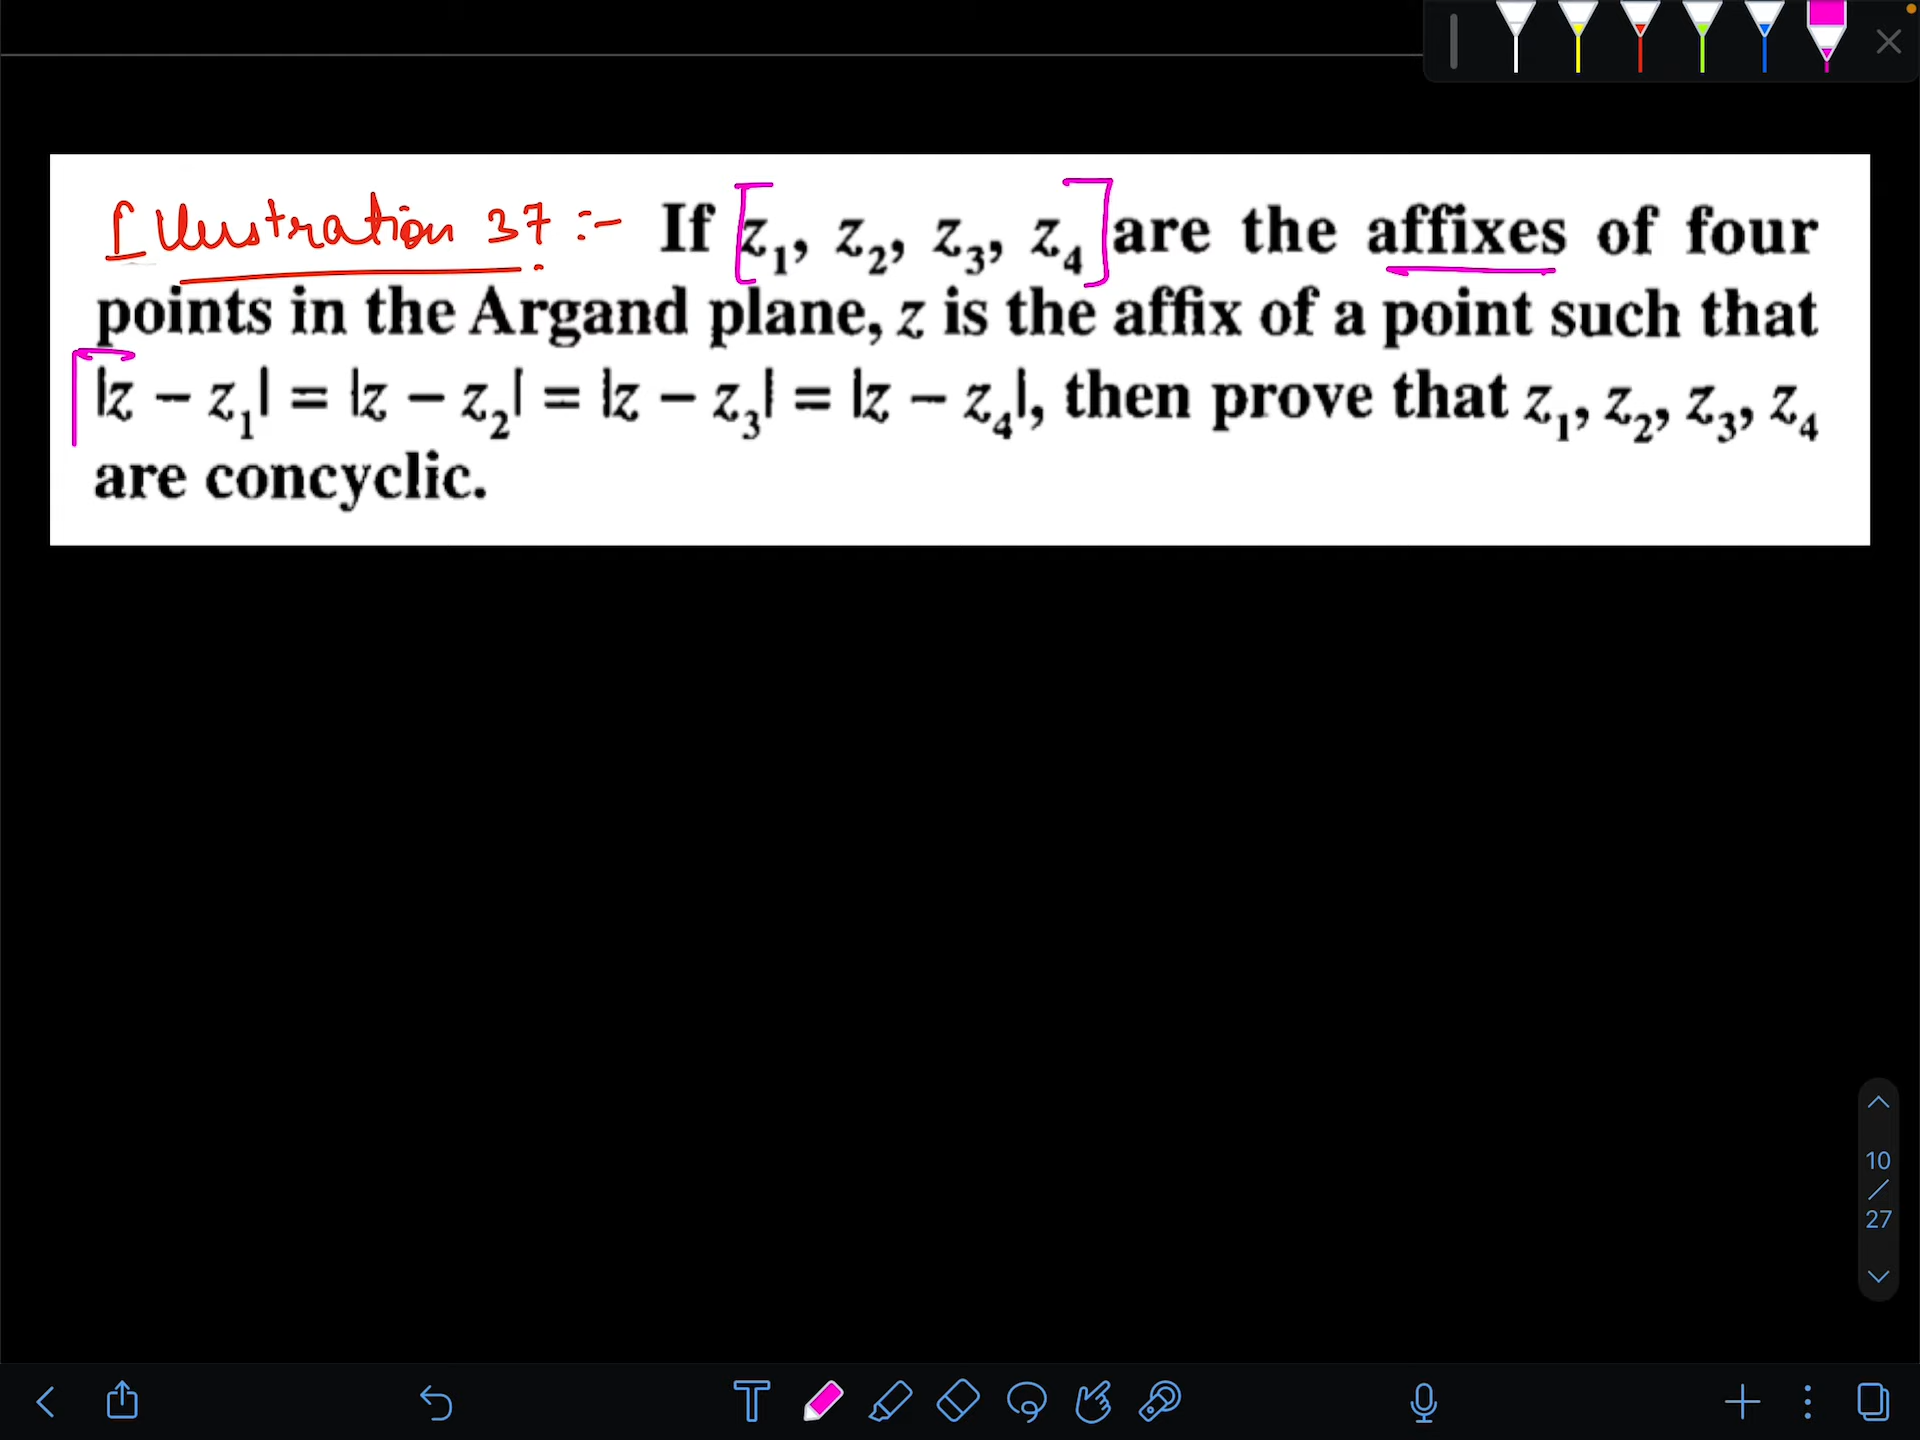 Illustration 37 :- If z₁, z₂, z₃, z₄ are the affixes of four
points in the Argand plane, z is the affix of a point such that
|z – z₁| = |z – z₂| = |z – z₃| = |z – z₄|, then prove that z₁, z₂, z₃, z₄
are concyclic.
10
/
27
T